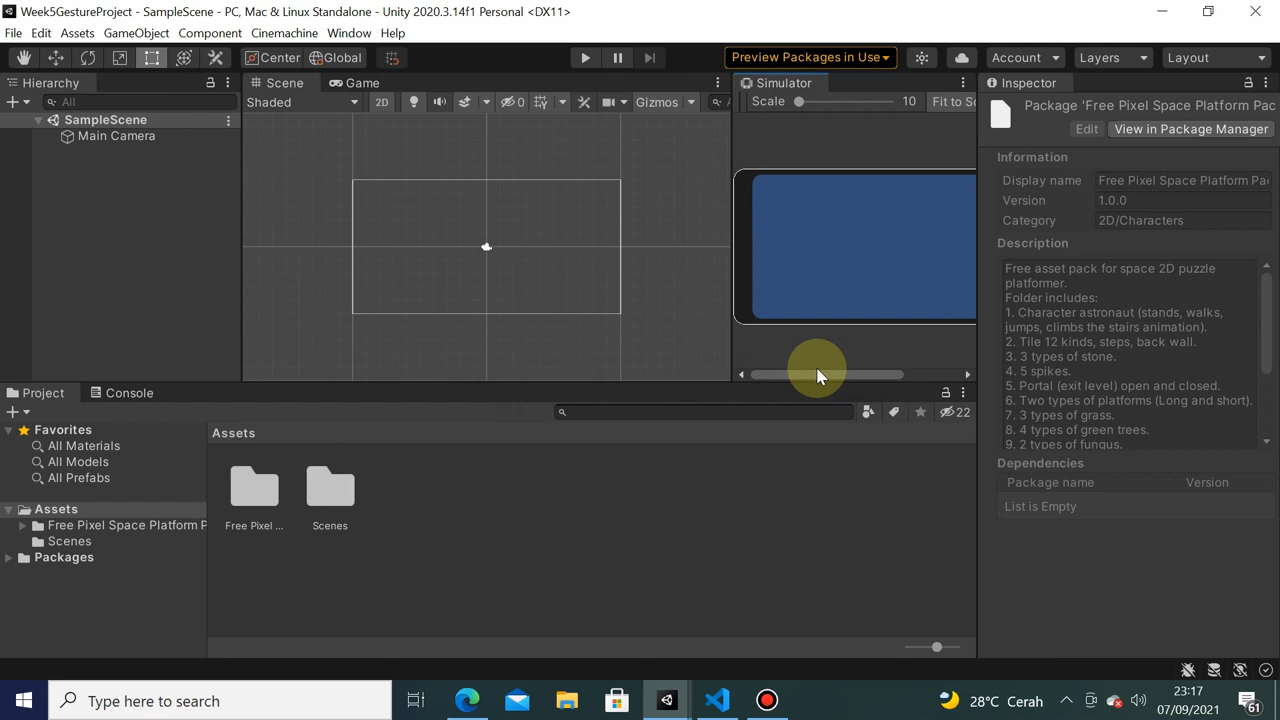 Week5GestureProject - SampleScene - PC, Mac & Linux Standalone - Unity 2020.3.14f1 Personal <DX11>
File Edit Assets GameObject Component Cinemachine Window Help
Center Global Preview Packages in Use Account Layers Layout
Hierarchy
All
SampleScene
Main Camera
Scene Game
Shaded 2D 0 Gizmos
Simulator
Scale 10 Fit to S
Inspector
Package 'Free Pixel Space Platform Pac
Edit View in Package Manager
Information
Display name Free Pixel Space Platform Pa
Version 1.0.0
Category 2D/Characters
Description
Free asset pack for space 2D puzzle
platformer.
Folder includes:
1. Character astronaut (stands, walks,
jumps, climbs the stairs animation).
2. Tile 12 kinds, steps, back wall.
3. 3 types of stone.
4. 5 spikes.
5. Portal (exit level) open and closed.
6. Two types of platforms (Long and short).
7. 3 types of grass.
8. 4 types of green trees.
9. 2 types of fungus.
Dependencies
Package name Version
List is Empty
Project Console
22
Favorites
All Materials
All Models
All Prefabs
Assets
Free Pixel Space Platform P
Scenes
Packages
Assets
Free Pixel ... Scenes
Type here to search
28°C Cerah
23:17
07/09/2021
61